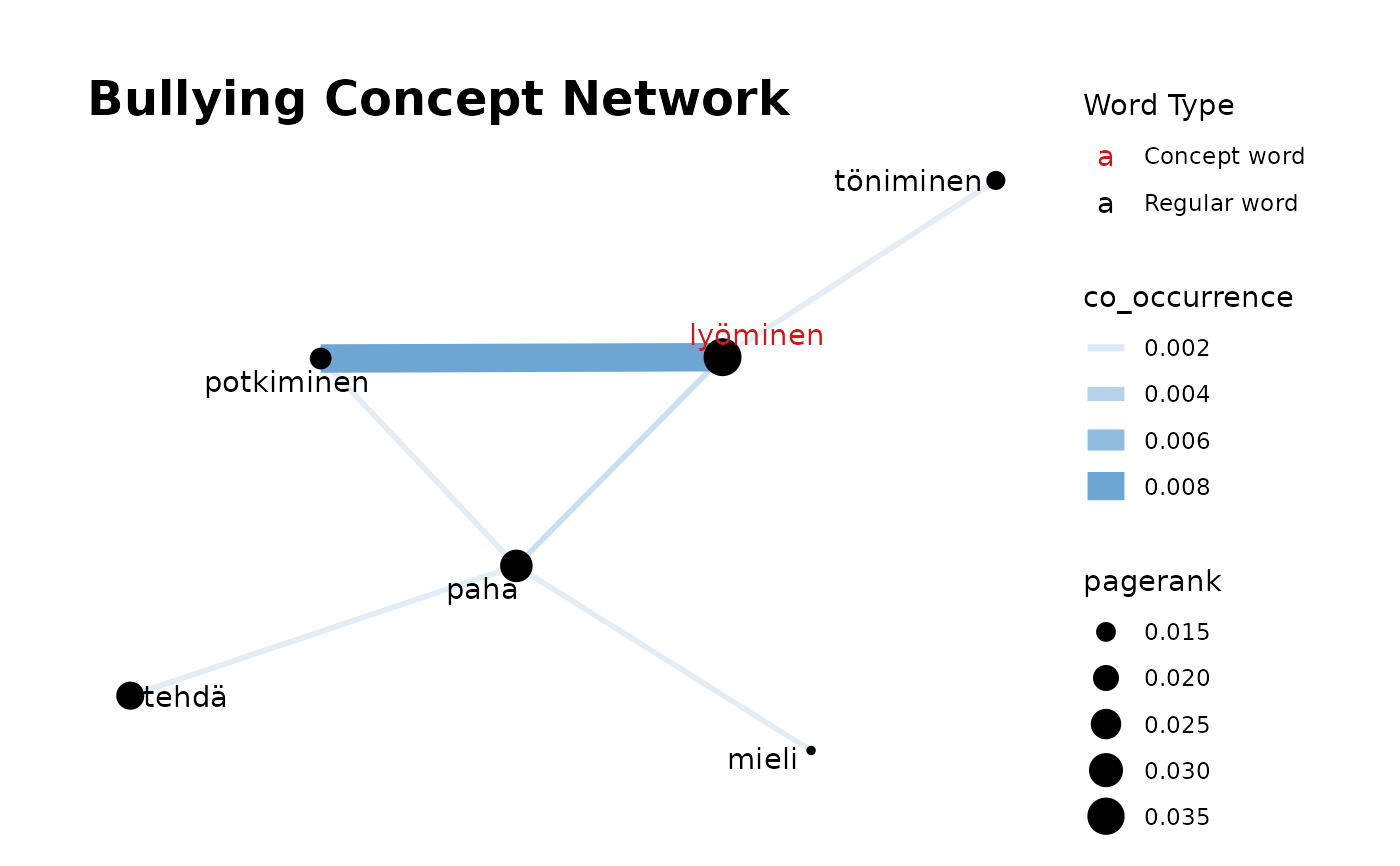 Bullying Concept Network
töniminen
lyöminen
potkiminen
paha
tehdä
mieli
Word Type
a Concept word
a Regular word
co_occurrence
0.002
0.004
0.006
0.008
pagerank
0.015
0.020
0.025
0.030
0.035